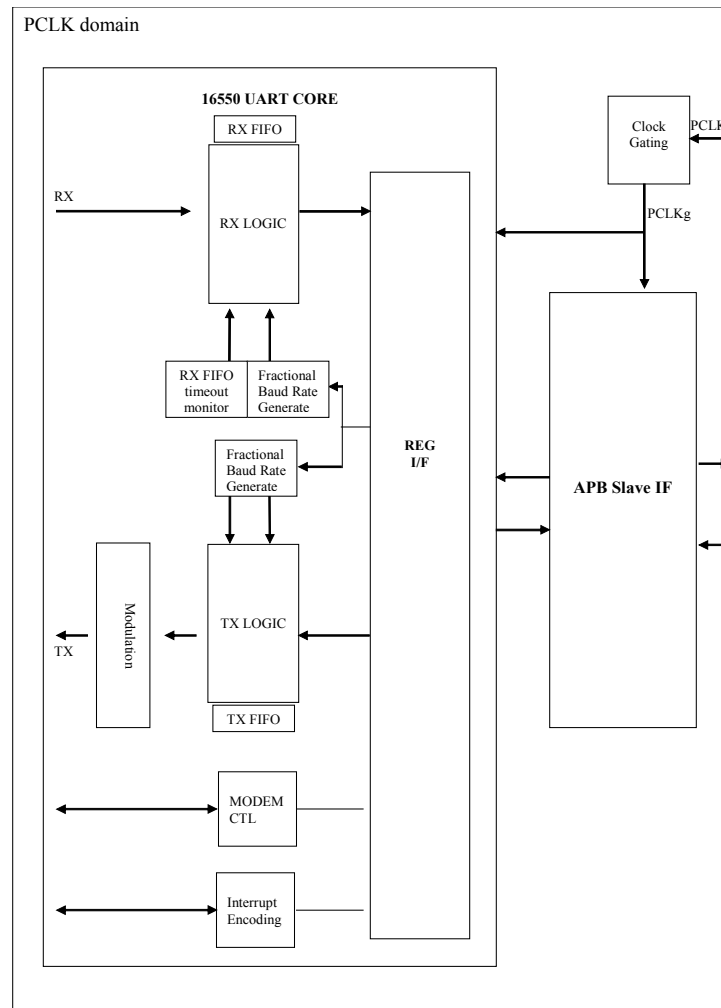 PCLK domain
16550 UART CORE
RX FIFO
Clock
Gating
PCLK
RX
RX LOGIC
PCLKg
RX FIFO
timeout
monitor
Fractional
Baud Rate
Generate
Fractional
Baud Rate
Generate
REG
I/F
APB Slave IF
Modulation
TX LOGIC
TX
TX FIFO
MODEM
CTL
Interrupt
Encoding